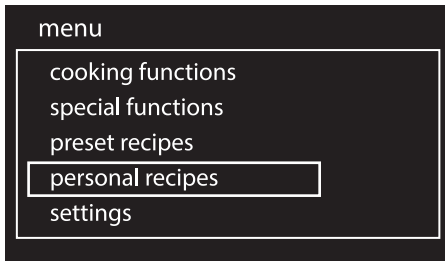 menu
cooking functions
special functions
preset recipes
personal recipes
settings